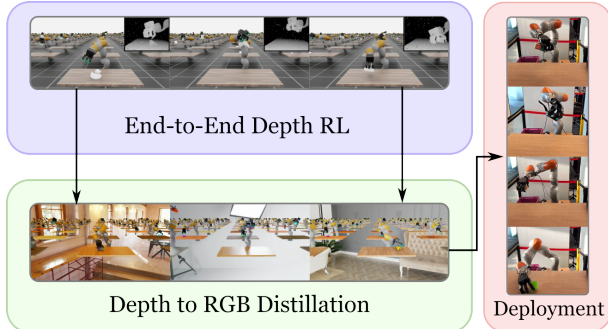 End-to-End Depth RL
Depth to RGB Distillation
Deployment